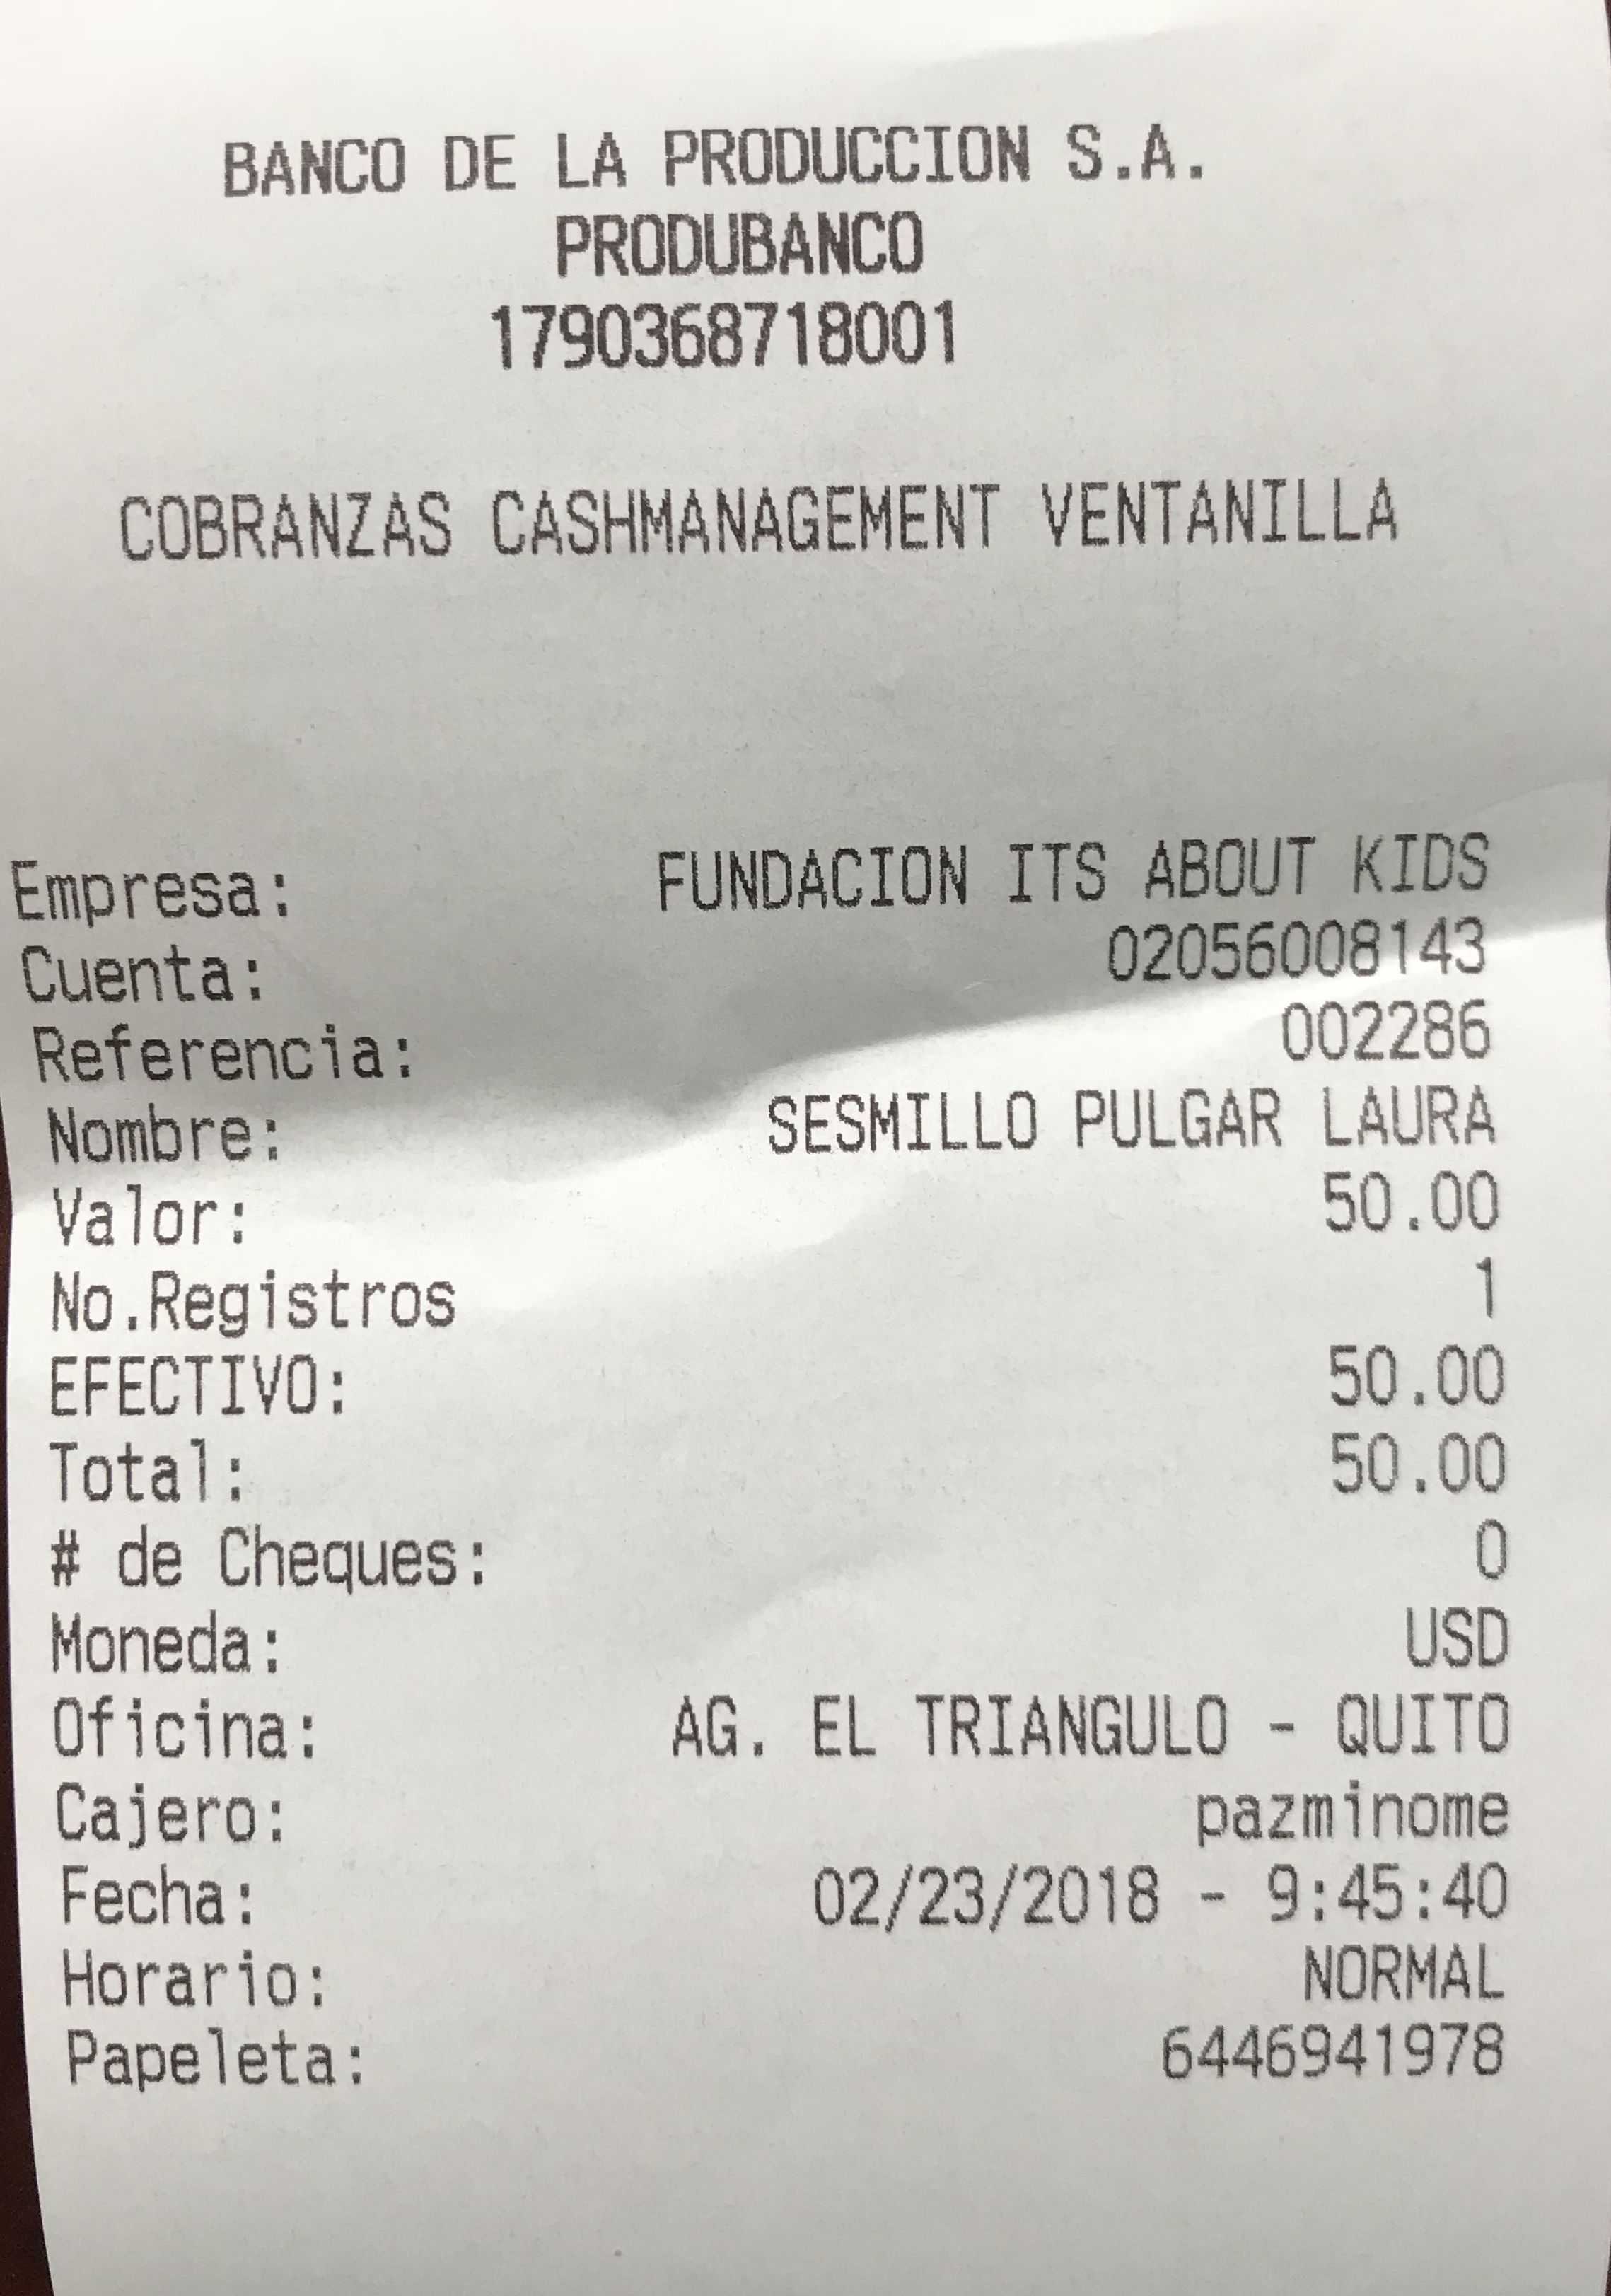 BANCO DE LA PRODUCCION S.A.
PRODUBANCO
1790368718001
COBRANZAS CASHMANAGEMENT VENTANILLA
Empresa: FUNDACION ITS ABOUT KIDS
Cuenta: 02056008143
Referencia: 002286
Nombre: SESMILLO PULGAR LAURA
Valor: 50.00
No.Registros 1
EFECTIVO: 50.00
Total: 50.00
# de Cheques: 0
Moneda: USD
Oficina: AG. EL TRIANGULO - QUITO
Cajero: pazminome
Fecha: 02/23/2018 - 9:45:40
Horario: NORMAL
Papeleta: 6446941978